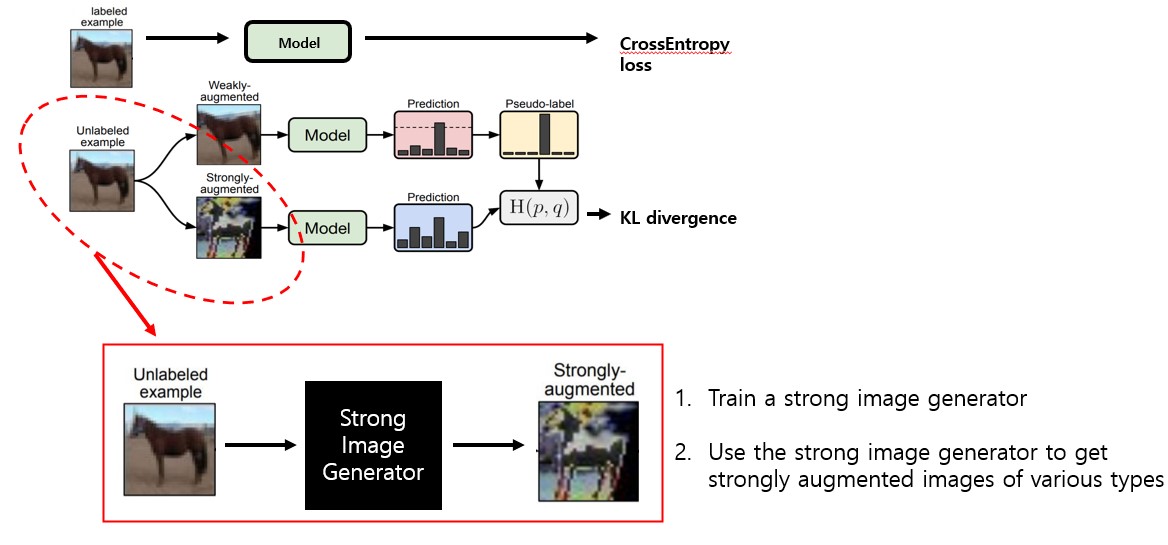 labeled
example
Model
CrossEntropy
loss
Weakly-
augmented
Prediction
Pseudo-label
Unlabeled
example
Model
Strongly-
augmented
Prediction
Model
H(p, q)
KL divergence
Unlabeled
example
Strong
Image
Generator
Strongly-
augmented
1. Train a strong image generator
2. Use the strong image generator to get
strongly augmented images of various types